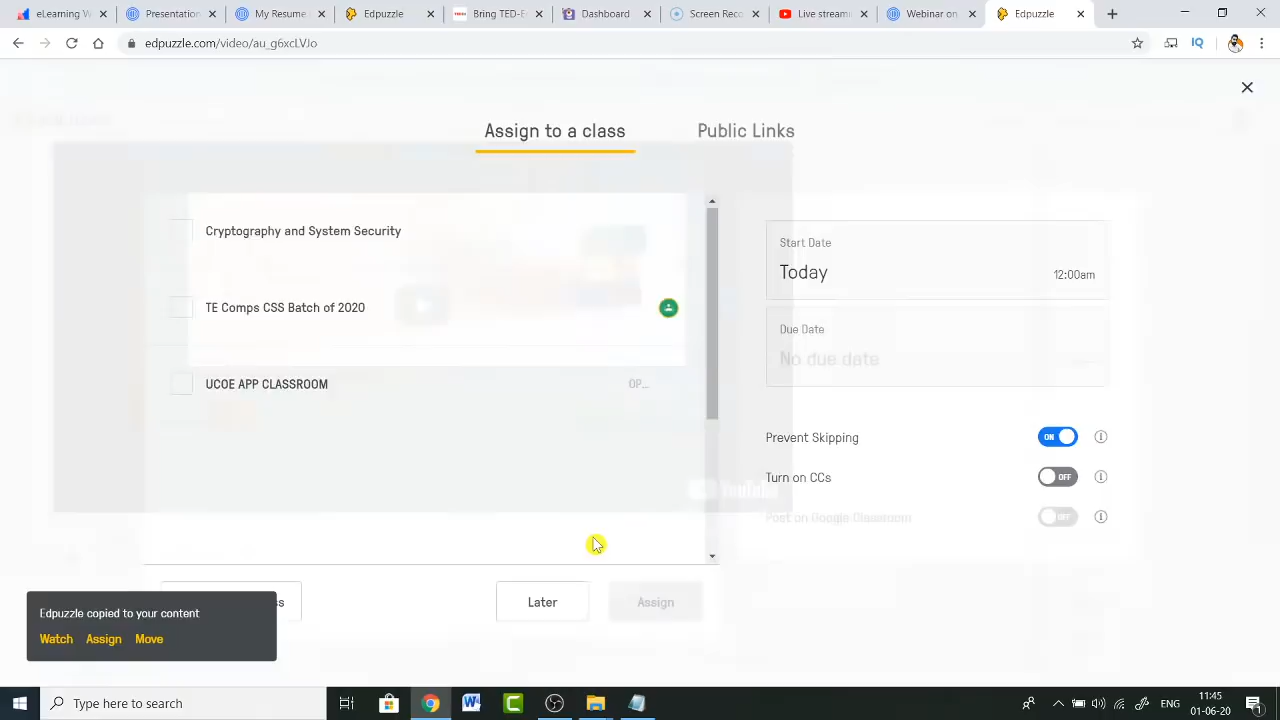 eLearning W
Presentation
My Resume
Edpuzzle
Bring TED-E
Dashboard
Screen Reco
Live stream
Webinar on
Edpuzzle
edpuzzle.com/video/au_g6xcLVJo
IQ
Assign to a class
Public Links
Cryptography and System Security
TE Comps CSS Batch of 2020
UCOE APP CLASSROOM
OP...
Start Date
Today
12:00am
Due Date
No due date
Prevent Skipping
ON
Turn on CCs
OFF
Post on Google Classroom
OFF
YouTube
Later
Assign
Edpuzzle copied to your content
Watch Assign Move
Type here to search
ENG
11:45
01-06-20